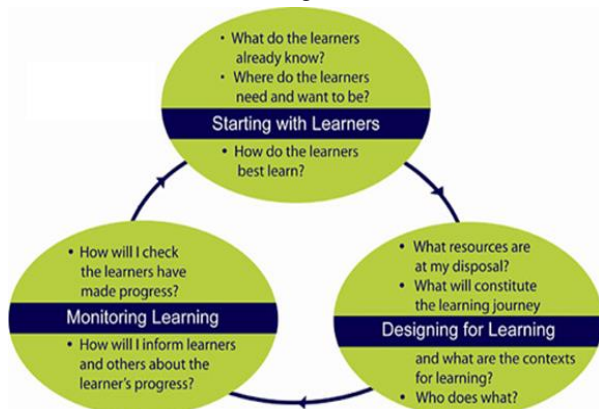 • What do the learners
already know?
• Where do the learners
need and want to be?
Starting with Learners
• How do the learners
best learn?
• How will I check
the learners have
made progress?
Monitoring Learning
• How will I inform learners
and others about the
learner's progress?
• What resources are
at my disposal?
• What will constitute
the learning journey
Designing for Learning
and what are the contexts
for learning?
• Who does what?